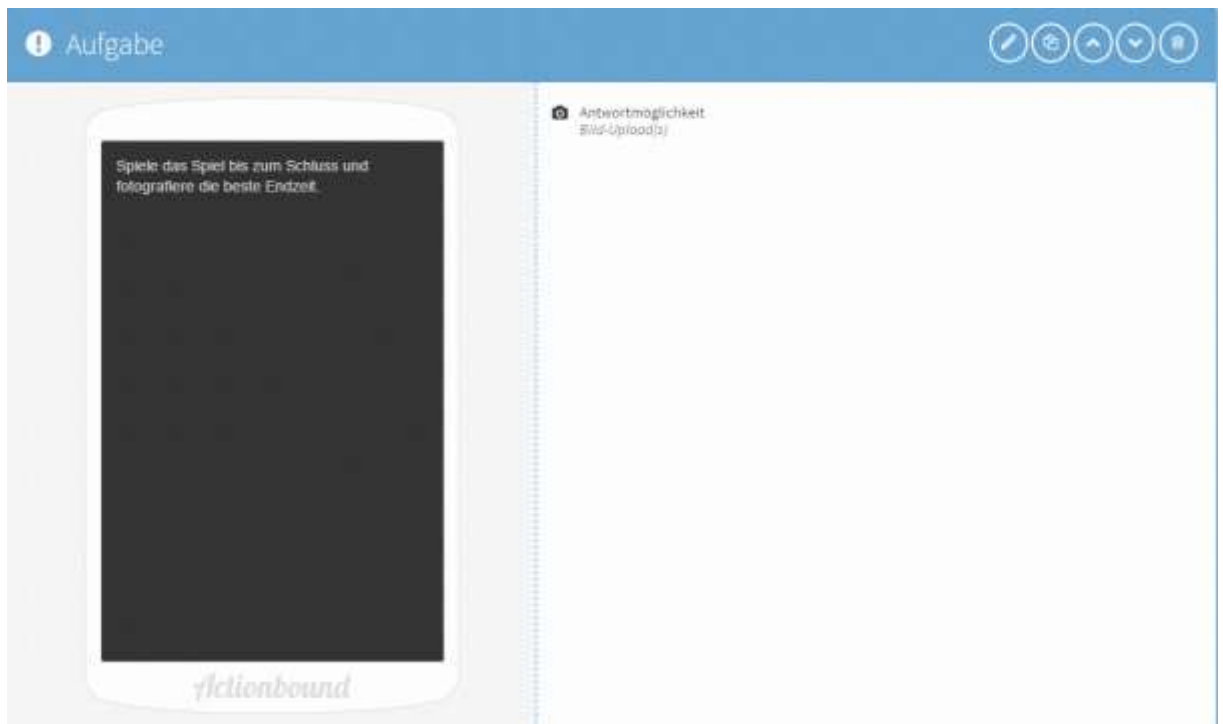 Aufgabe
Antwortmöglichkeit
Bild-Upload(s)
Spiele das Spiel bis zum Schluss und
fotografiere die beste Endzeit.
Actionbound